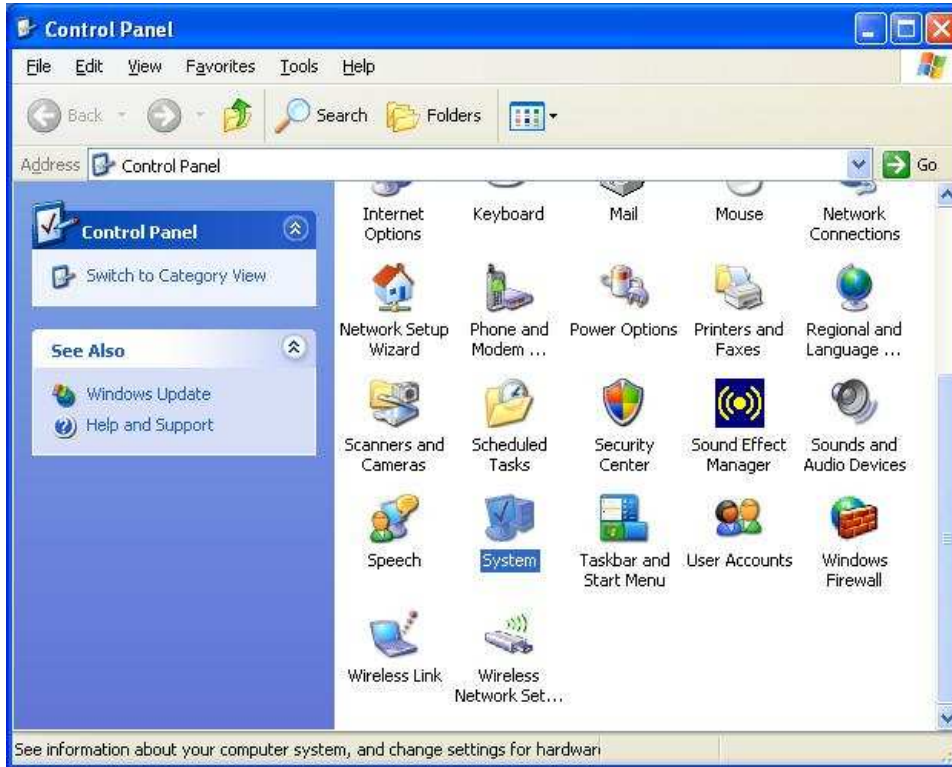 Control Panel
File Edit View Favorites Tools Help
Back Search Folders
Address Control Panel Go
Control Panel
Switch to Category View
See Also
Windows Update
Help and Support
Internet Options
Keyboard
Mail
Mouse
Network Connections
Network Setup Wizard
Phone and Modem ...
Power Options
Printers and Faxes
Regional and Language ...
Scanners and Cameras
Scheduled Tasks
Security Center
Sound Effect Manager
Sounds and Audio Devices
Speech
System
Taskbar and Start Menu
User Accounts
Windows Firewall
Wireless Link
Wireless Network Set...
See information about your computer system, and change settings for hardwar